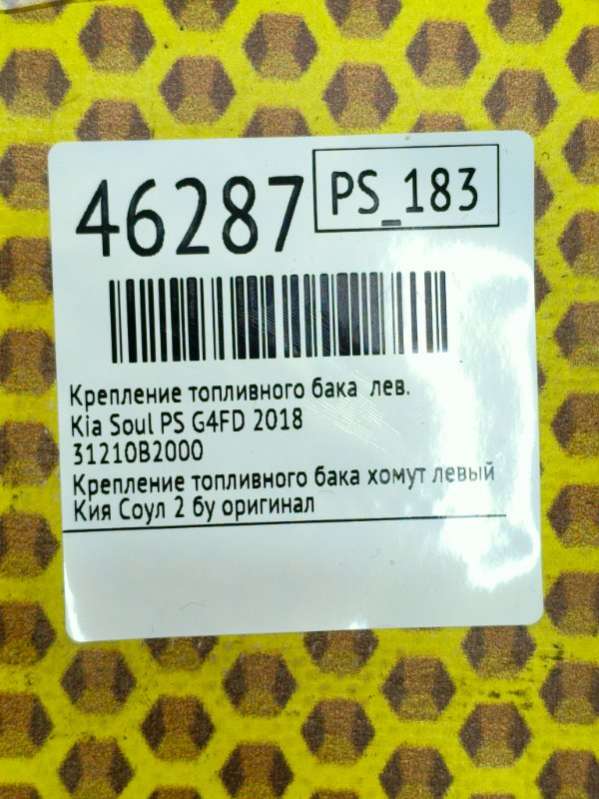 46287
PS_183
Крепление топливного бака лев.
Kia Soul PS G4FD 2018
31210B2000
Крепление топливного бака хомут левый
Кия Соул 2 бу оригинал